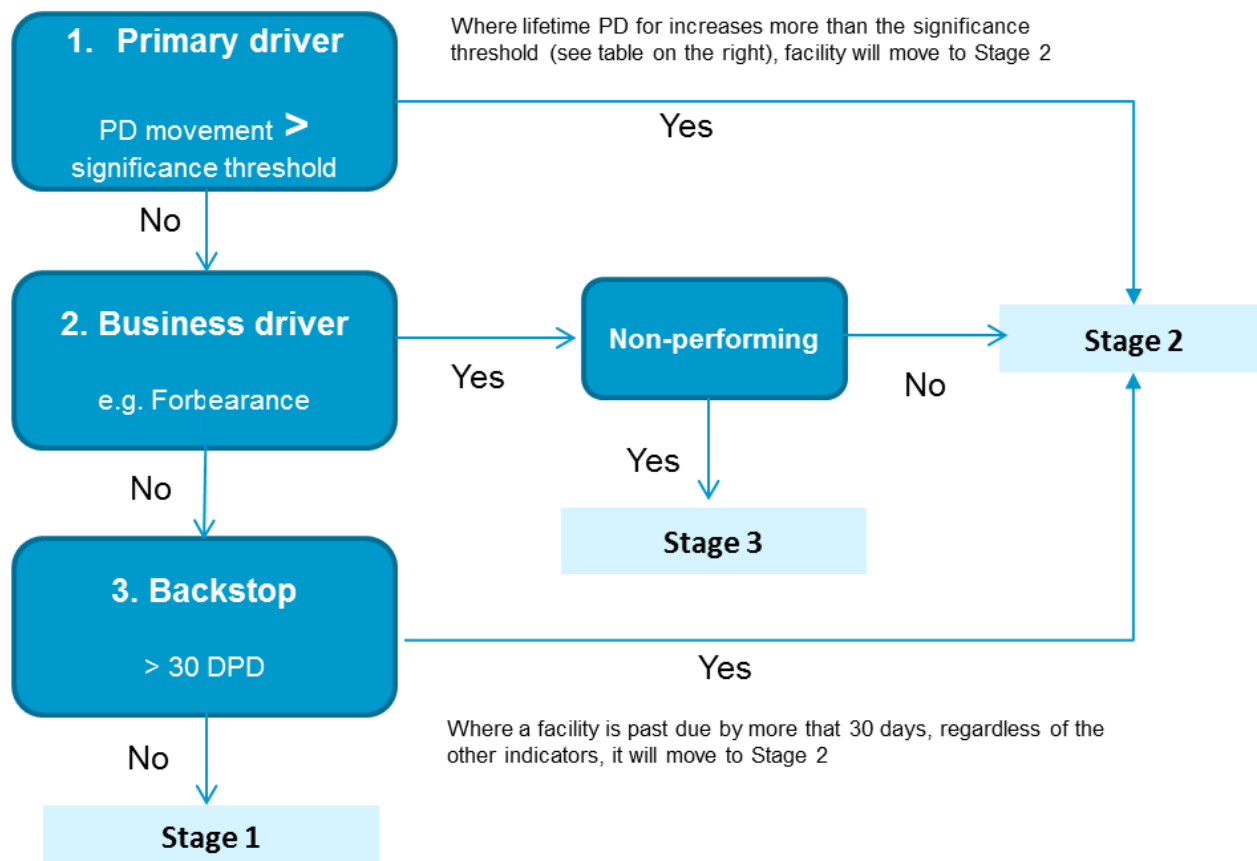 1. Primary driver
PD movement >
significance threshold
Where lifetime PD for increases more than the significance
threshold (see table on the right), facility will move to Stage 2
Yes
No
2. Business driver
e.g. Forbearance
Yes
Non-performing
No
Stage 2
Yes
Stage 3
No
3. Backstop
> 30 DPD
Yes
Where a facility is past due by more that 30 days, regardless of the
other indicators, it will move to Stage 2
No
Stage 1